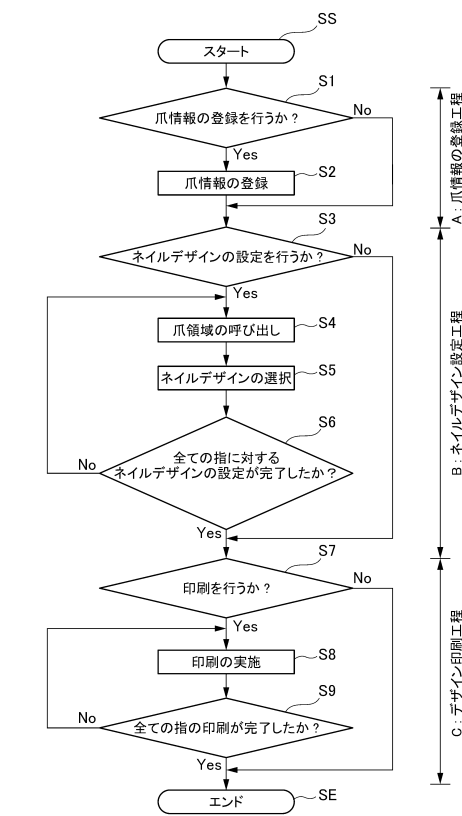 SS
スタート
S1
爪情報の登録を行うか？
No
Yes
爪情報の登録
S2
A：爪情報の登録工程
S3
ネイルデザインの設定を行うか？
No
Yes
爪領域の呼び出し
S4
ネイルデザインの選択
S5
S6
全ての指に対する
ネイルデザインの設定が完了したか？
No
Yes
B：ネイルデザイン設定工程
S7
印刷を行うか？
No
Yes
印刷の実施
S8
S9
全ての指の印刷が完了したか？
No
Yes
C：デザイン印刷工程
エンド
SE